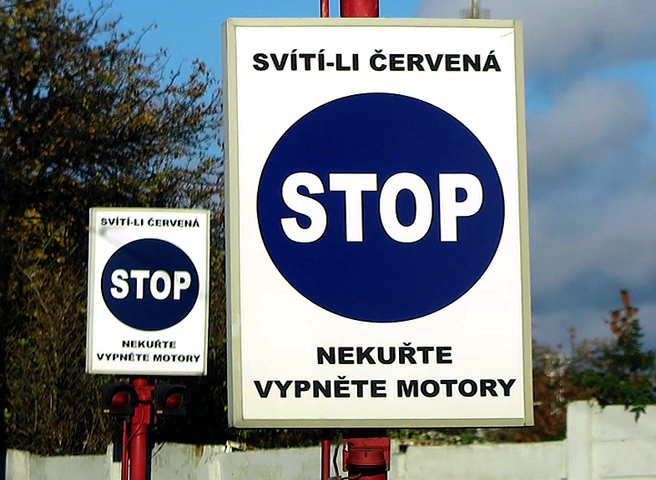 SVÍTÍ-LI ČERVENÁ
STOP
NEKUŘTE
VYPNĚTE MOTORY
SVÍTÍ-LI ČERVENÁ
STOP
NEKUŘTE
VYPNĚTE MOTORY